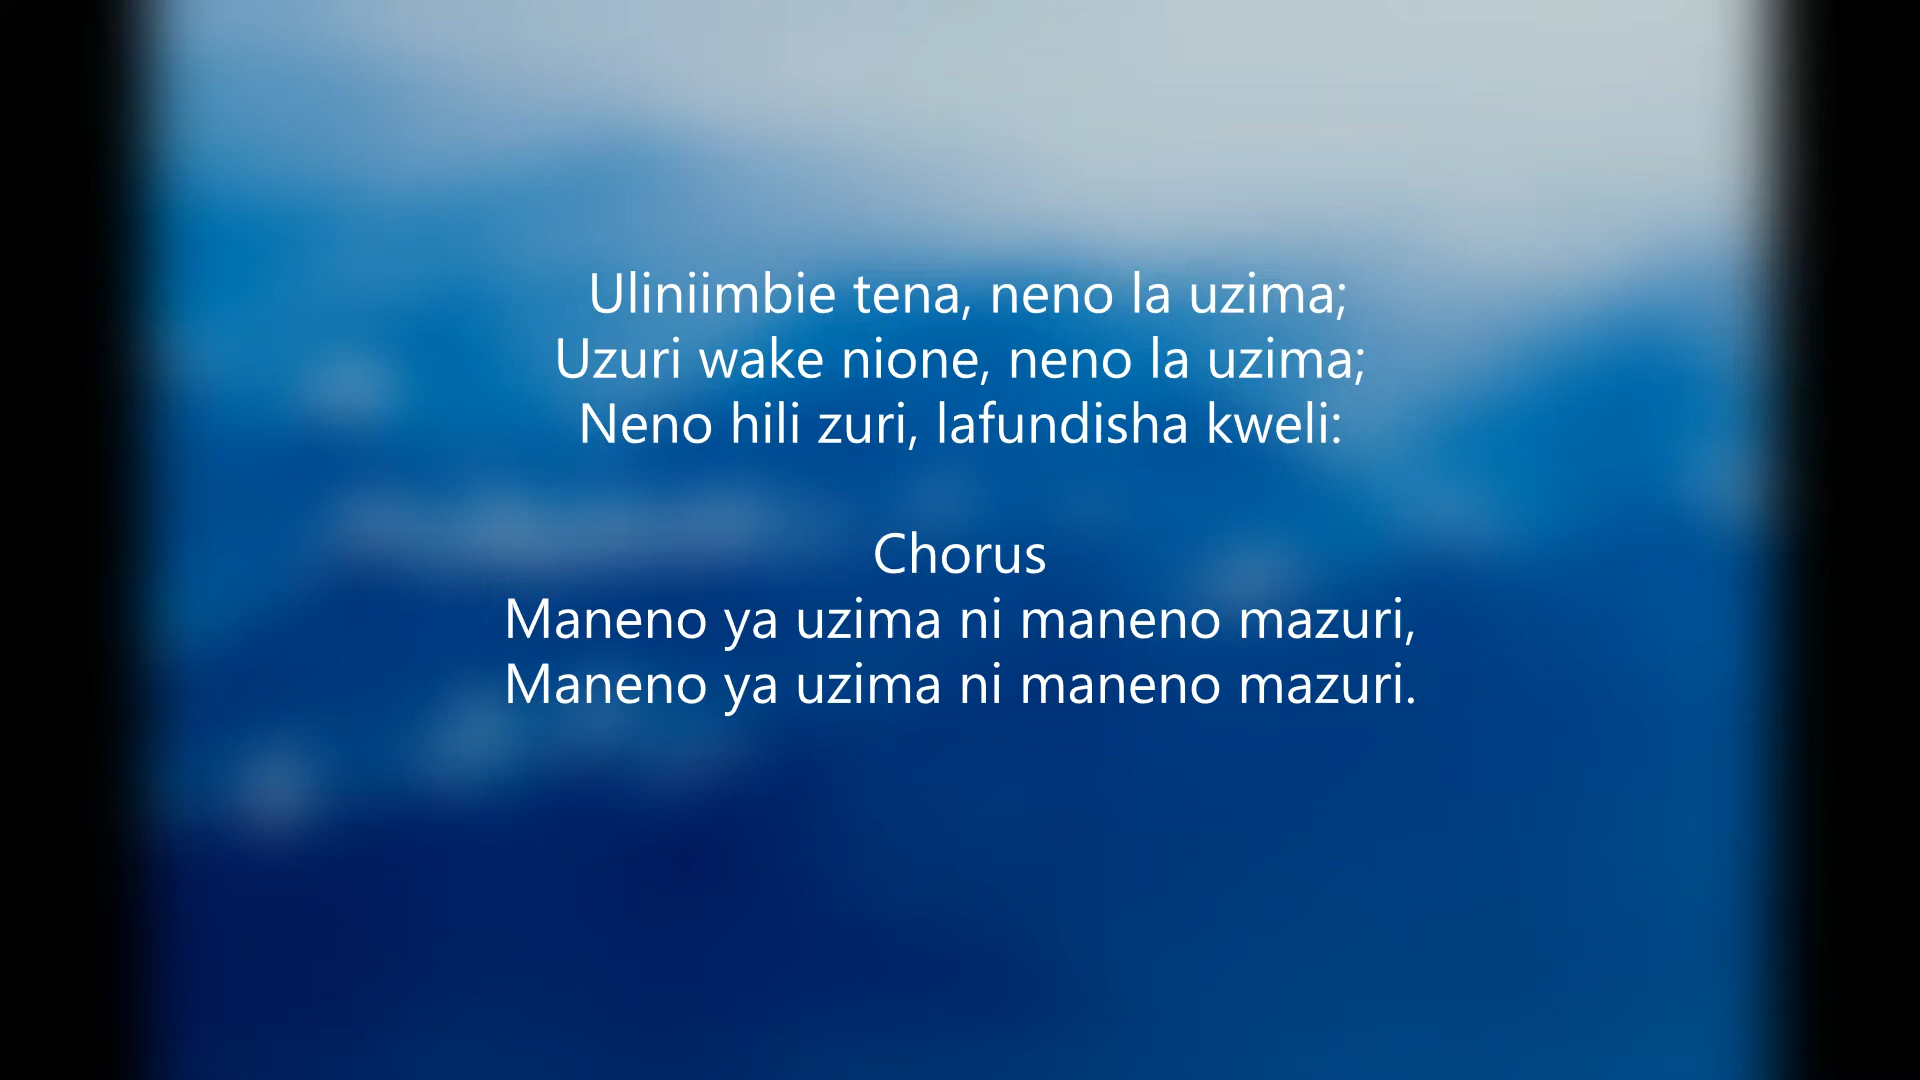 Uliniimbie tena, neno la uzima;
Uzuri wake nione, neno la uzima;
Neno hili zuri, lafundisha kweli:
Chorus
Maneno ya uzima ni maneno mazuri,
Maneno ya uzima ni maneno mazuri.